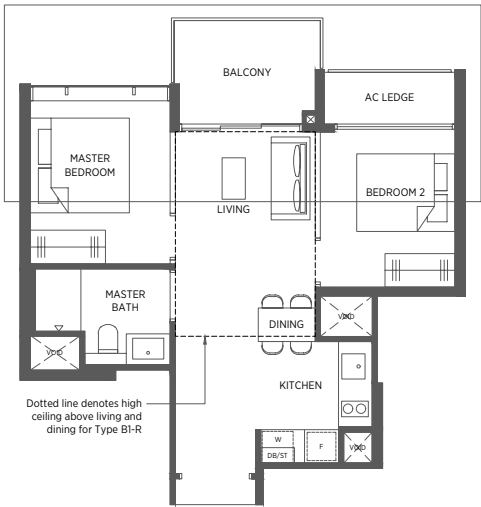 BALCONY
AC LEDGE
MASTER
BEDROOM
BEDROOM 2
LIVING
MASTER
BATH
VOID
DINING
VOID
KITCHEN
Dotted line denotes high
ceiling above living and
dining for Type B1-R
W
DB/ST
F
VOID